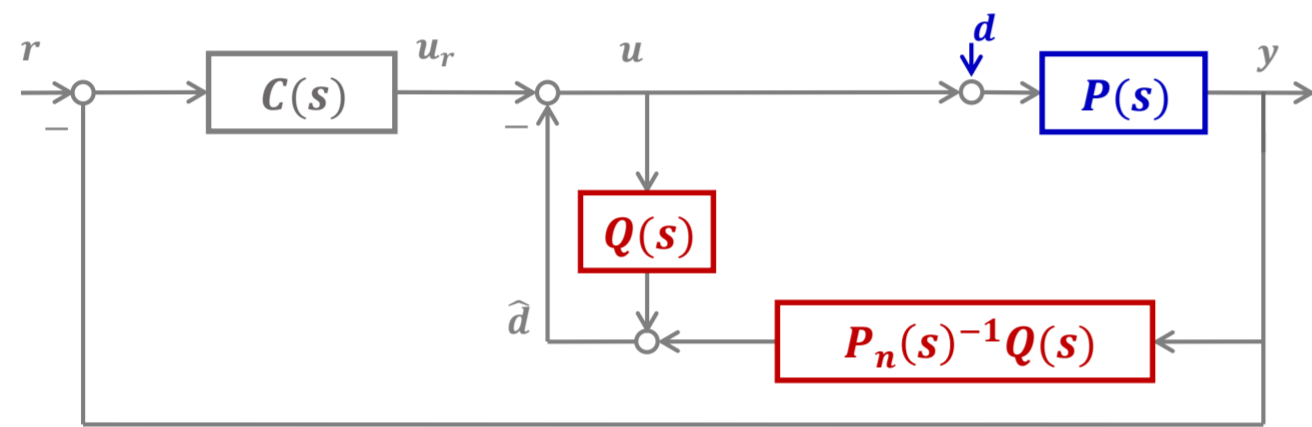 r
C(s)
u_r
u
d
P(s)
y
−
−
Q(s)
d̂
P_n(s)^{-1}Q(s)